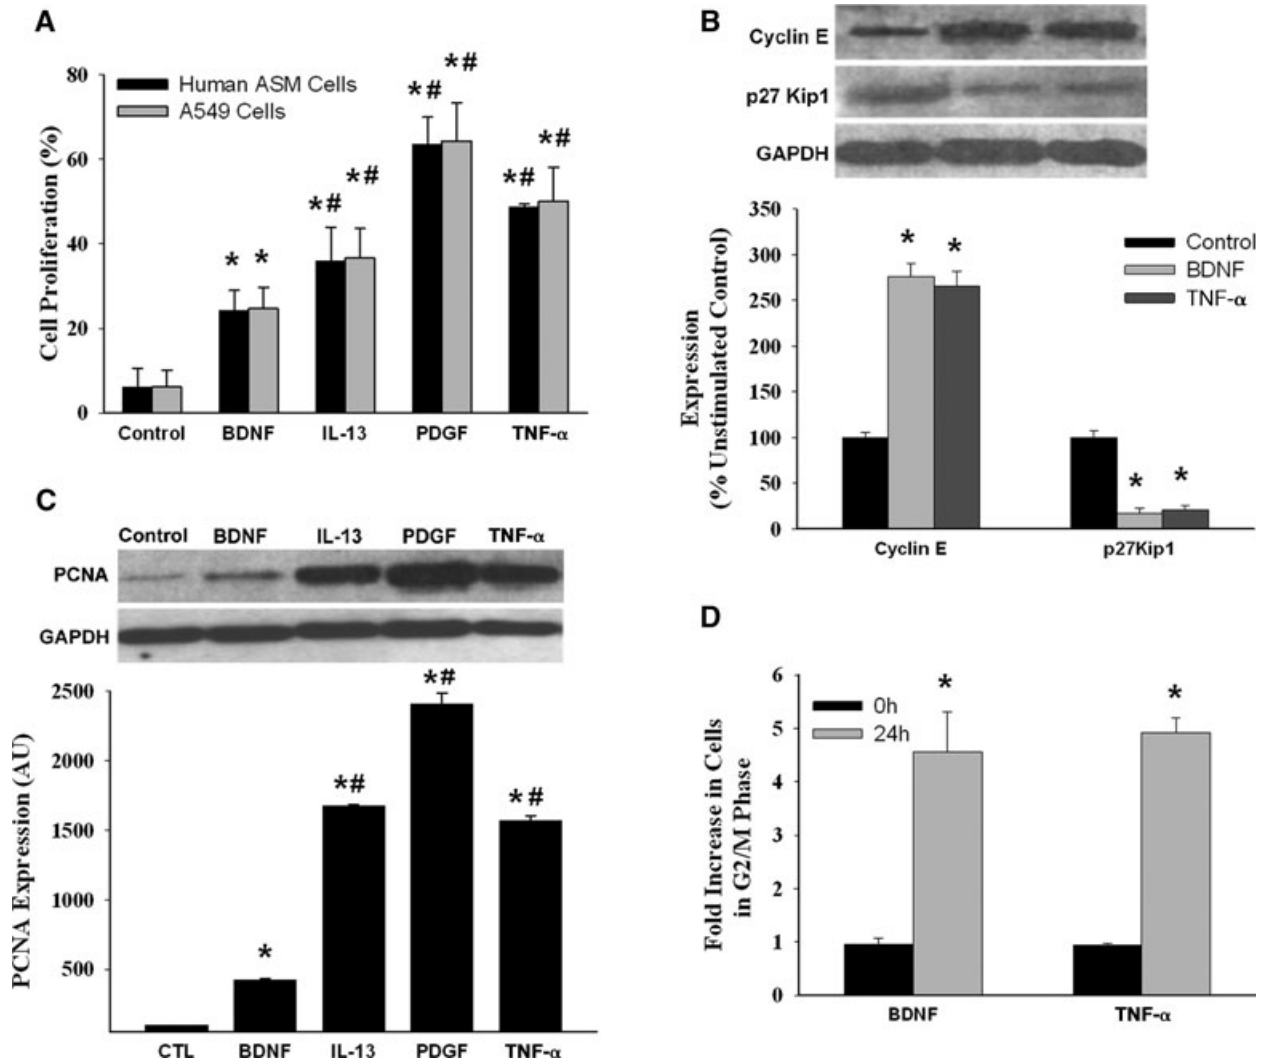 A
80
60
40
20
0
Cell Proliferation (%)
Human ASM Cells
A549 Cells
* *
*# *#
*# *#
*# *#
Control BDNF IL-13 PDGF TNF-α
B
Cyclin E
p27 Kip1
GAPDH
350
300
250
200
150
100
50
0
Expression
(% Unstimulated Control)
* *
* *
Control
BDNF
TNF-α
Cyclin E p27Kip1
C
Control BDNF IL-13 PDGF TNF-α
PCNA
GAPDH
2500
2000
1500
1000
500
PCNA Expression (AU)
*
*#
*#
*#
CTL BDNF IL-13 PDGF TNF-α
D
6
5
4
3
2
1
0
Fold Increase in Cells
in G2/M Phase
0h
24h
* *
BDNF TNF-α